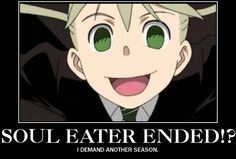 SOUL EATER ENDED!?
I DEMAND ANOTHER SEASON.